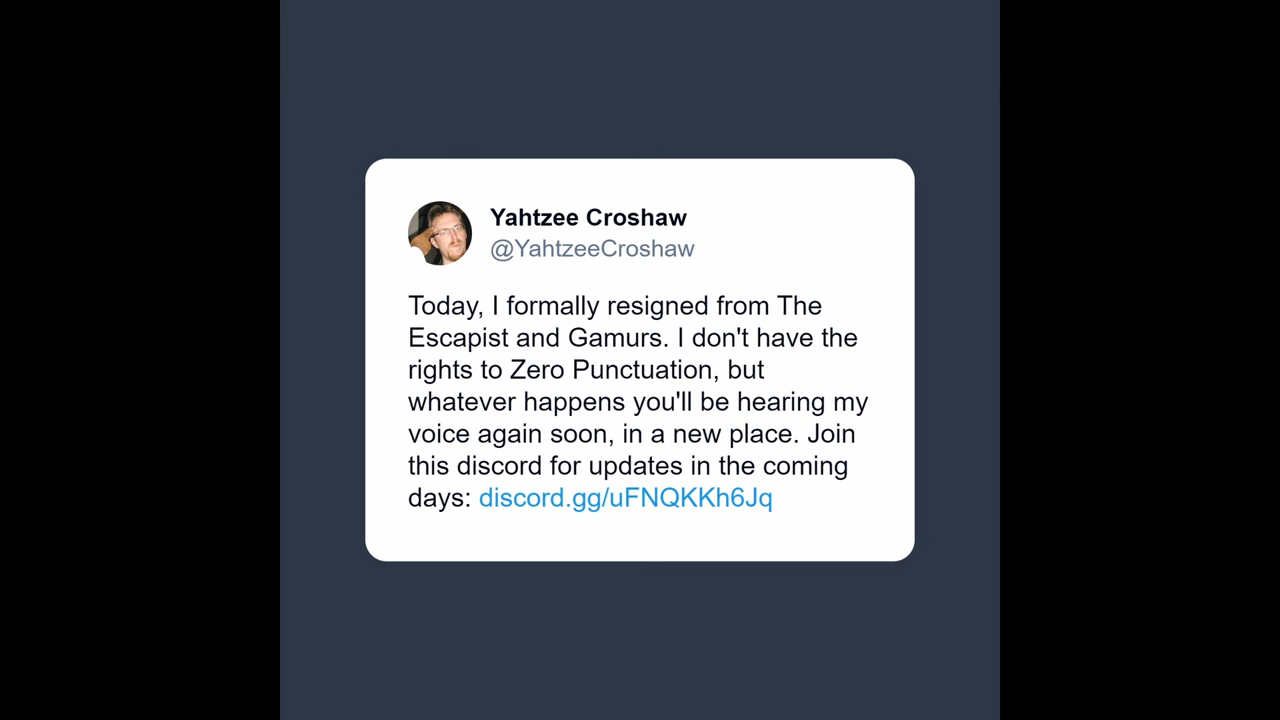 Yahtzee Croshaw
@YahtzeeCroshaw
Today, I formally resigned from The
Escapist and Gamurs. I don't have the
rights to Zero Punctuation, but
whatever happens you'll be hearing my
voice again soon, in a new place. Join
this discord for updates in the coming
days: discord.gg/uFNQKKh6Jq